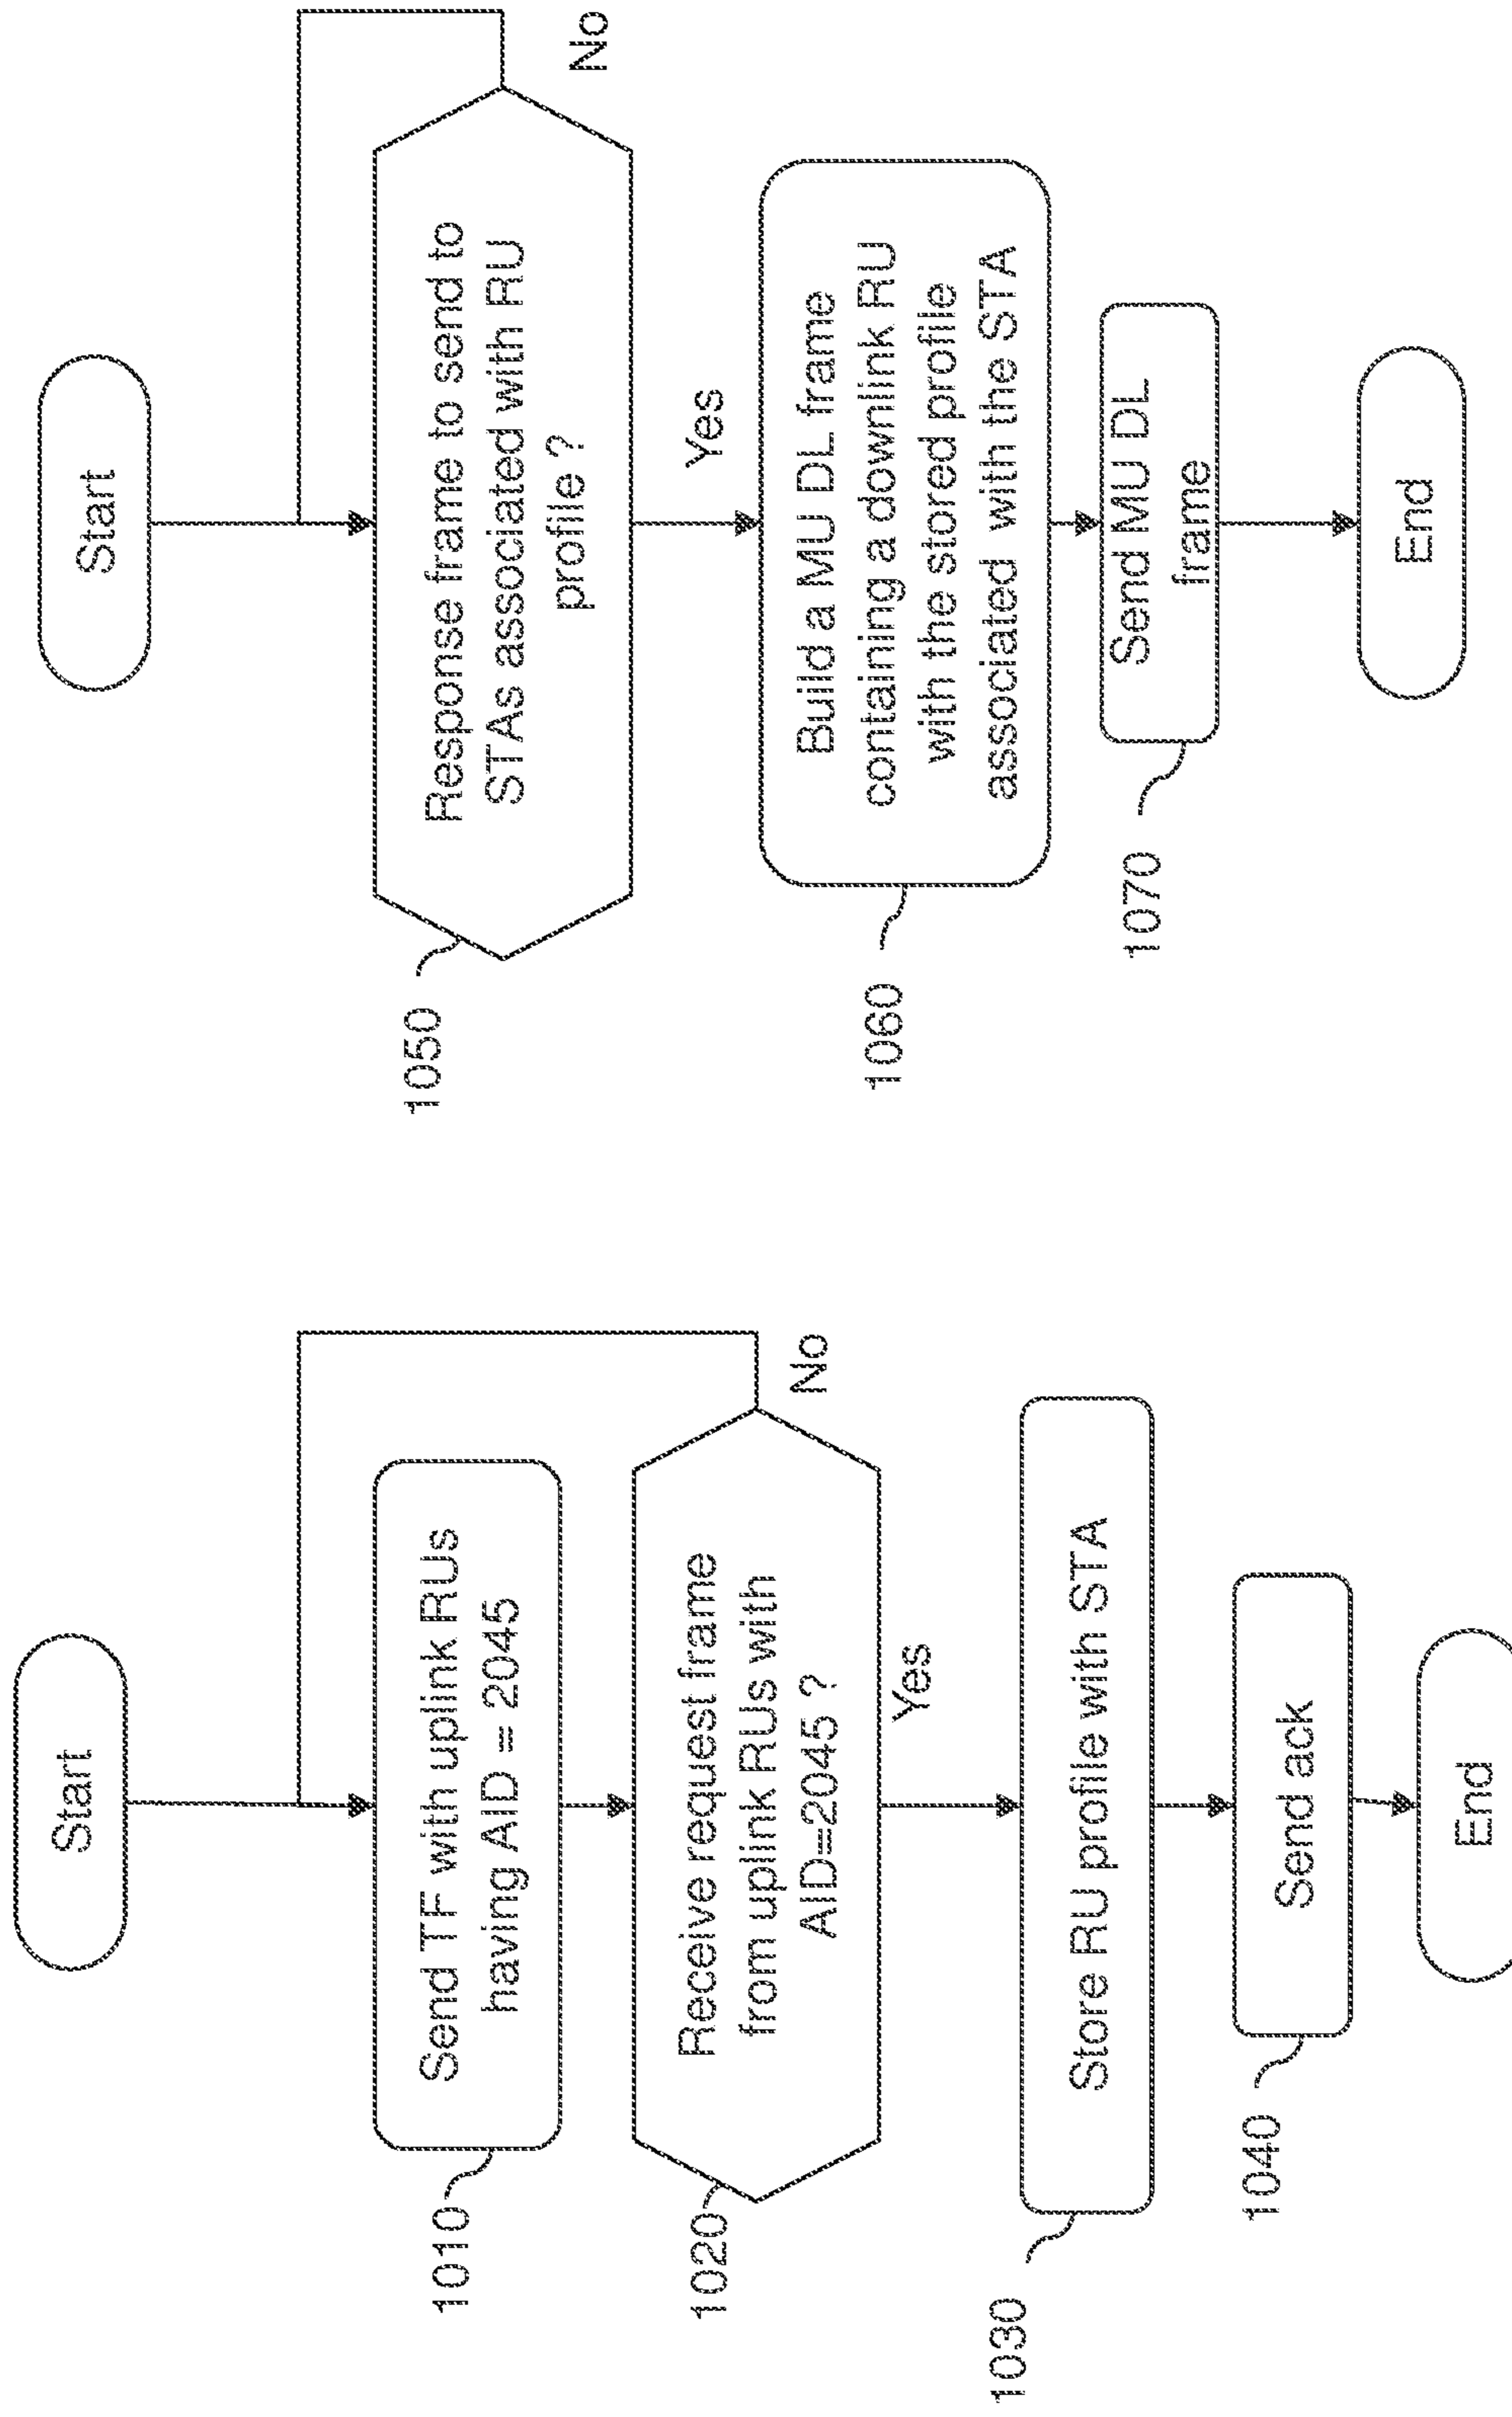 Start
1010
Send TF with uplink RUs
having AID = 2045
1020
Receive request frame
from uplink RUs with
AID=2045 ?
No
Yes
1030
Store RU profile with STA
1040
Send ack
End
Start
1050
Response frame to send to
STAs associated with RU
profile ?
No
Yes
1060
Build a MU DL frame
containing a downlink RU
with the stored profile
associated with the STA
1070
Send MU DL
frame
End